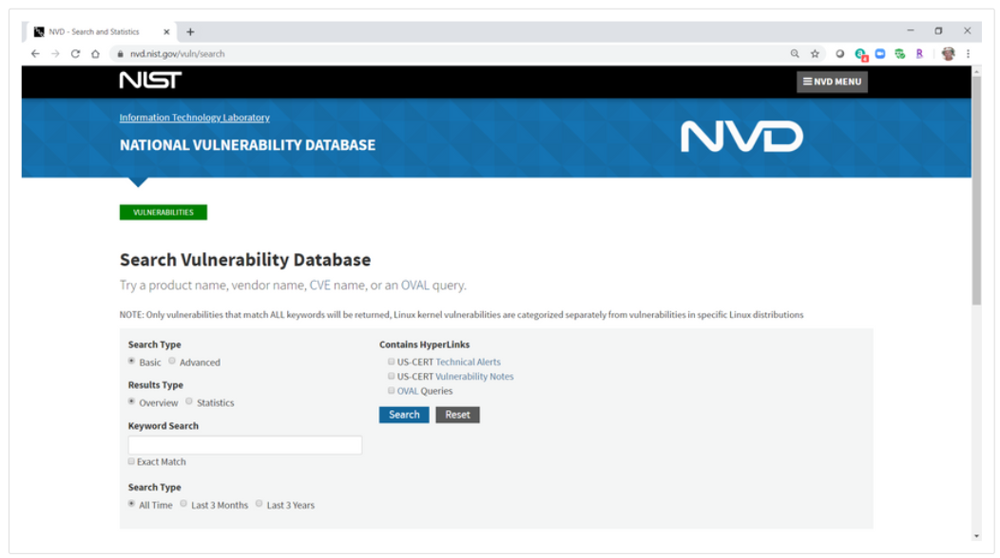 NVD - Search and Statistics
nvd.nist.gov/vuln/search
NIST
NVD MENU
Information Technology Laboratory
NATIONAL VULNERABILITY DATABASE
NVD
VULNERABILITIES
Search Vulnerability Database
Try a product name, vendor name, CVE name, or an OVAL query.
NOTE: Only vulnerabilities that match ALL keywords will be returned, Linux kernel vulnerabilities are categorized separately from vulnerabilities in specific Linux distributions
Search Type
Basic Advanced
Results Type
Overview Statistics
Keyword Search
Exact Match
Search Type
All Time Last 3 Months Last 3 Years
Contains HyperLinks
US-CERT Technical Alerts
US-CERT Vulnerability Notes
OVAL Queries
Search Reset